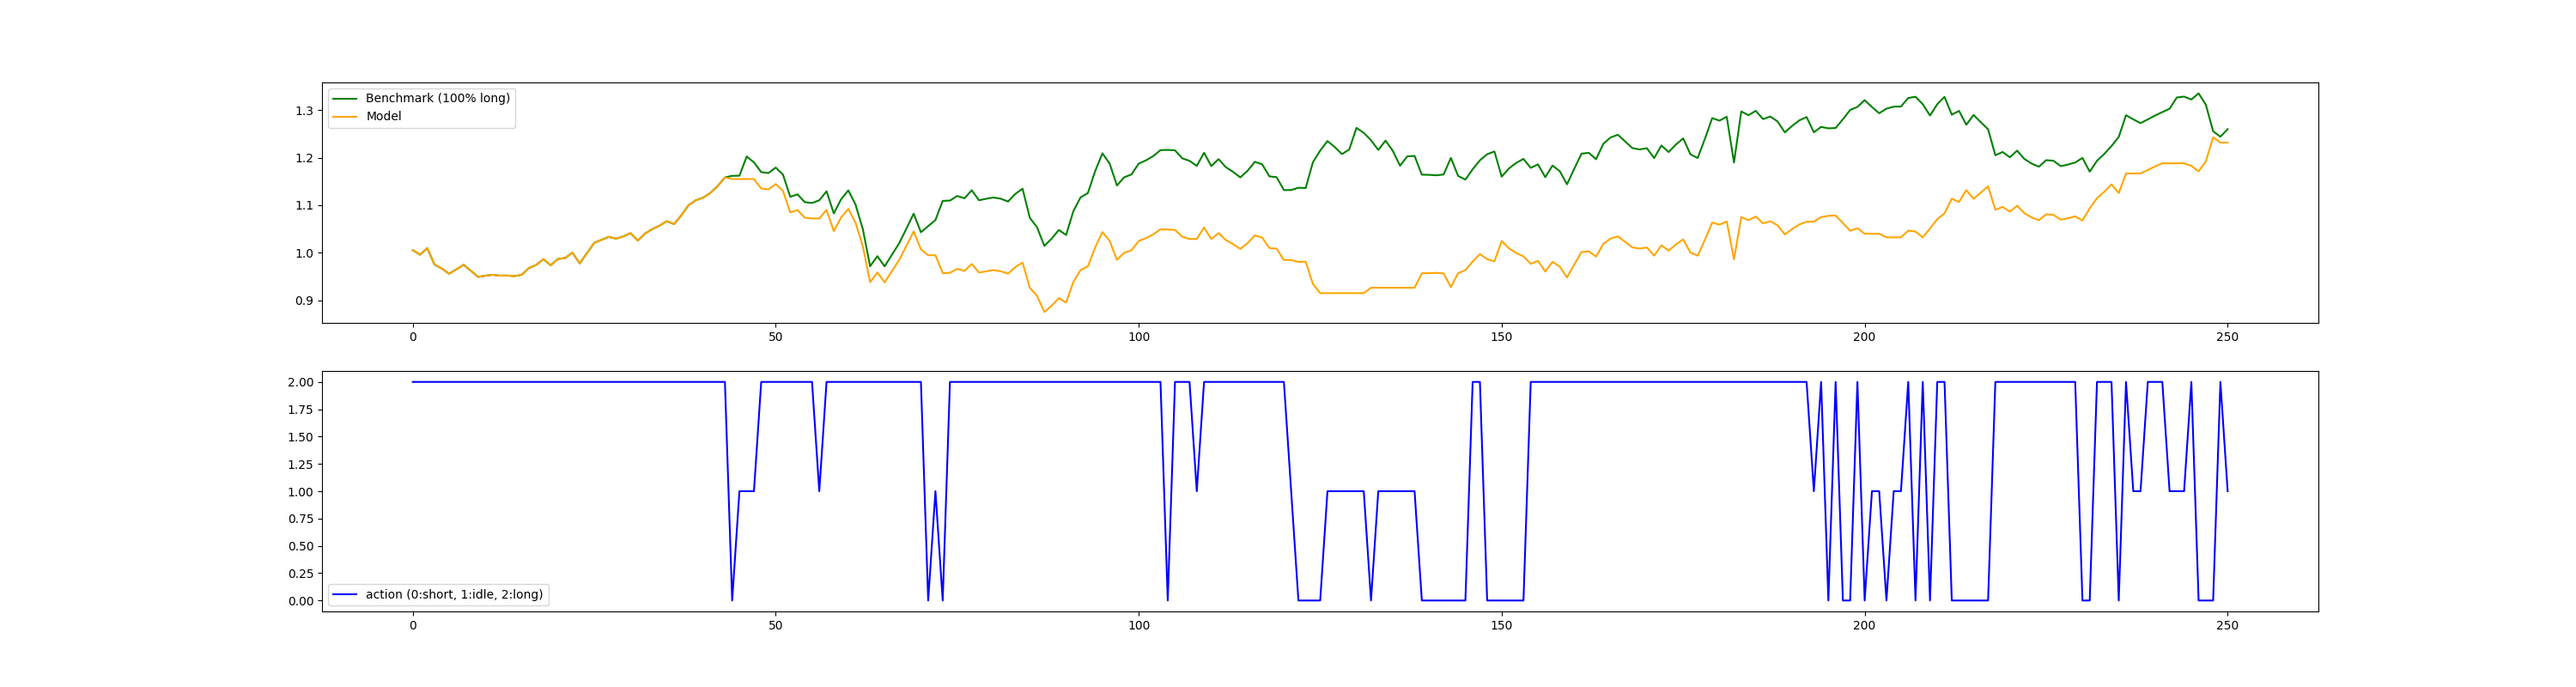 Benchmark (100% long)
Model
1.3
1.2
1.1
1.0
0.9
0 50 100 150 200 250
2.00
1.75
1.50
1.25
1.00
0.75
0.50
0.25
0.00
action (0:short, 1:idle, 2:long)
0 50 100 150 200 250